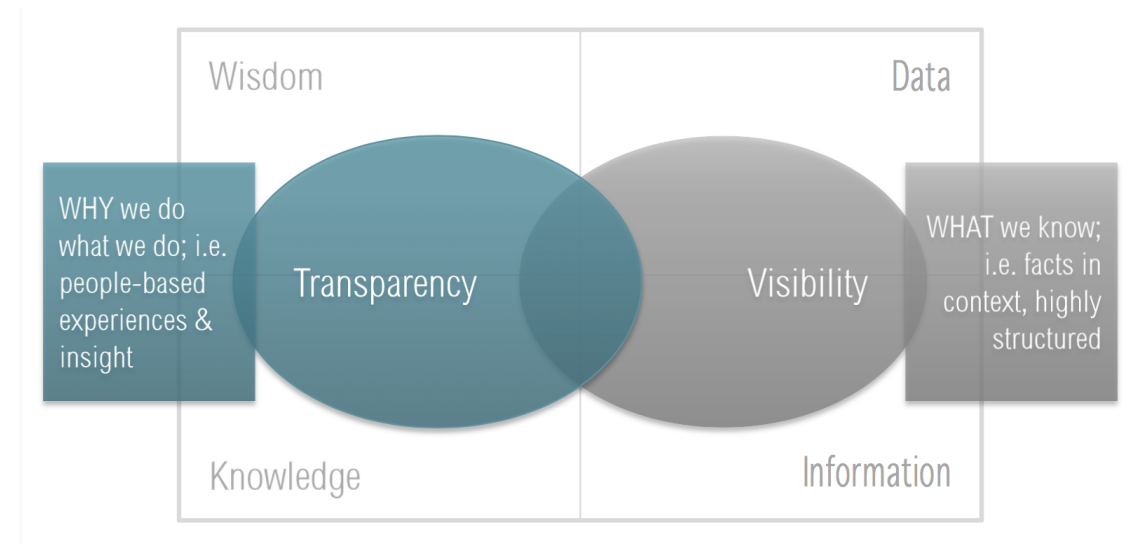 Wisdom
Data
WHY we do
what we do; i.e.
people-based
experiences &
insight
Transparency
Visibility
WHAT we know;
i.e. facts in
context, highly
structured
Knowledge
Information